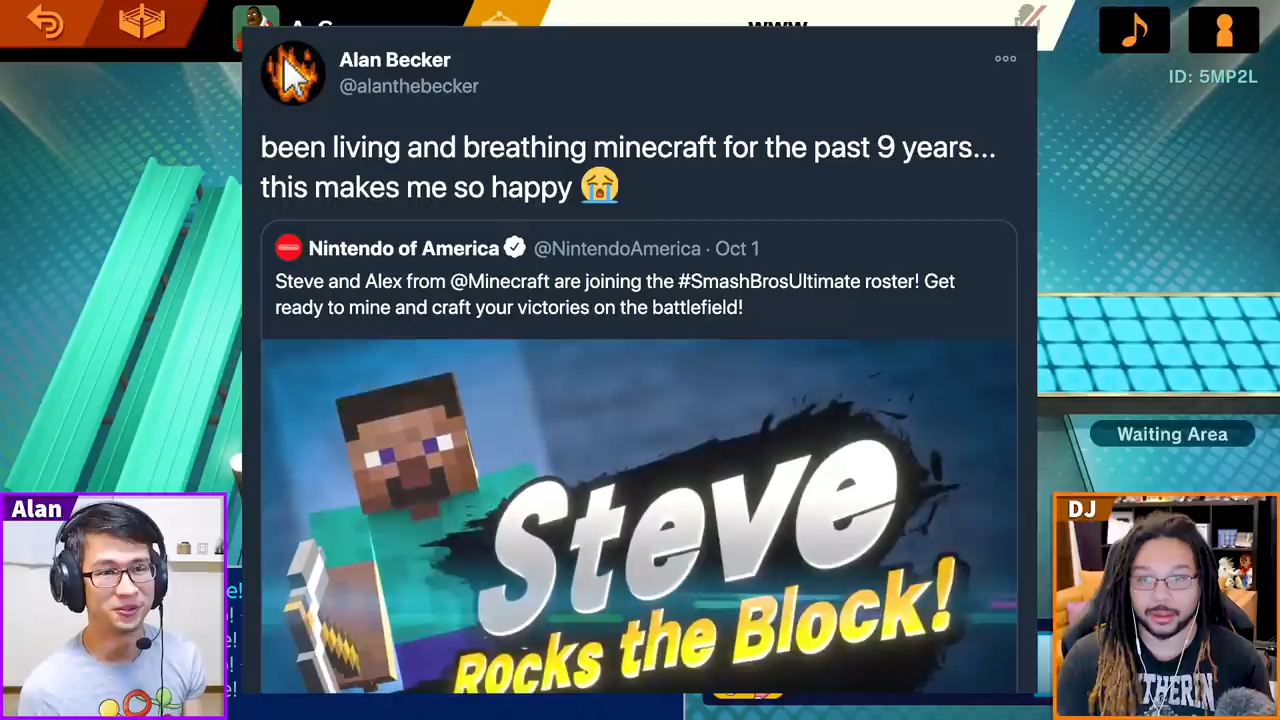 ID: 5MP2L
Alan Becker
@alanthebecker
been living and breathing minecraft for the past 9 years...
this makes me so happy 😭
Nintendo of America @NintendoAmerica · Oct 1
Steve and Alex from @Minecraft are joining the #SmashBrosUltimate roster! Get
ready to mine and craft your victories on the battlefield!
Steve
Rocks the Block!
Waiting Area
Alan
DJ